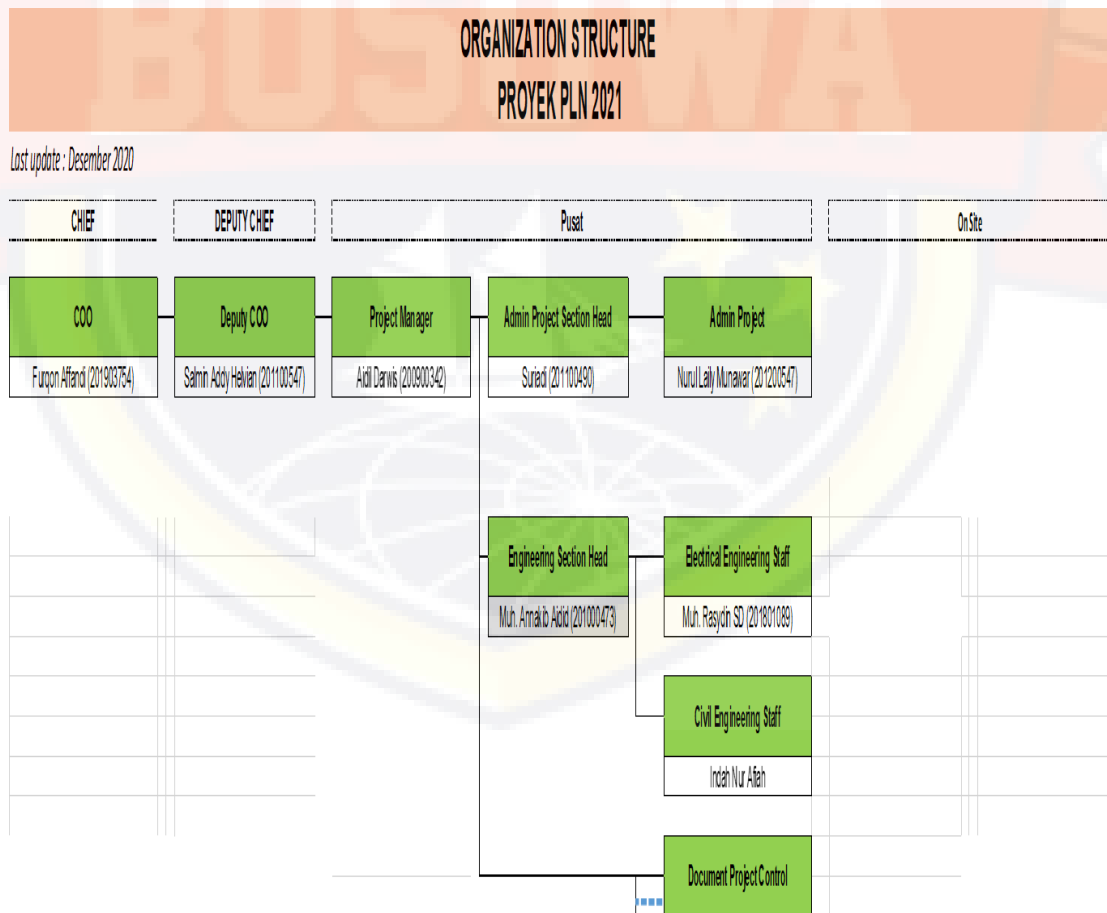 BOSOWA
ORGANIZATION STRUCTURE
PROYEK PLN 2021
Last update : Desember 2020
CHIEF
DEPUTY CHIEF
Pusat
On Site
COO
Deputy COO
Project Manager
Admin Project Section Head
Admin Project
Furqon Affandi (201903754)
Salmin Addy Helvian (201100547)
Aidil Darwis (200900342)
Suriadi (201100490)
Nurul Laily Munawar (201200547)
Engineering Section Head
Electrical Engineering Staff
Muh. Annakib Aidid (201000473)
Muh. Rasydin SD (201801089)
Civil Engineering Staff
Indah Nur Afiah
Document Project Control